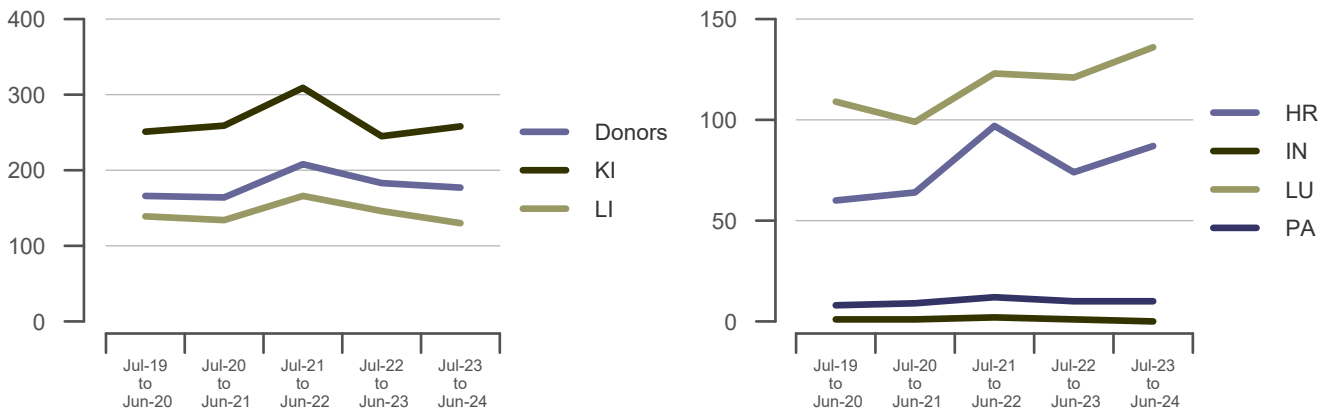 400
300
200
100
0
Jul-19
to
Jun-20
Jul-20
to
Jun-21
Jul-21
to
Jun-22
Jul-22
to
Jun-23
Jul-23
to
Jun-24
Donors
KI
LI
150
100
50
0
Jul-19
to
Jun-20
Jul-20
to
Jun-21
Jul-21
to
Jun-22
Jul-22
to
Jun-23
Jul-23
to
Jun-24
HR
IN
LU
PA